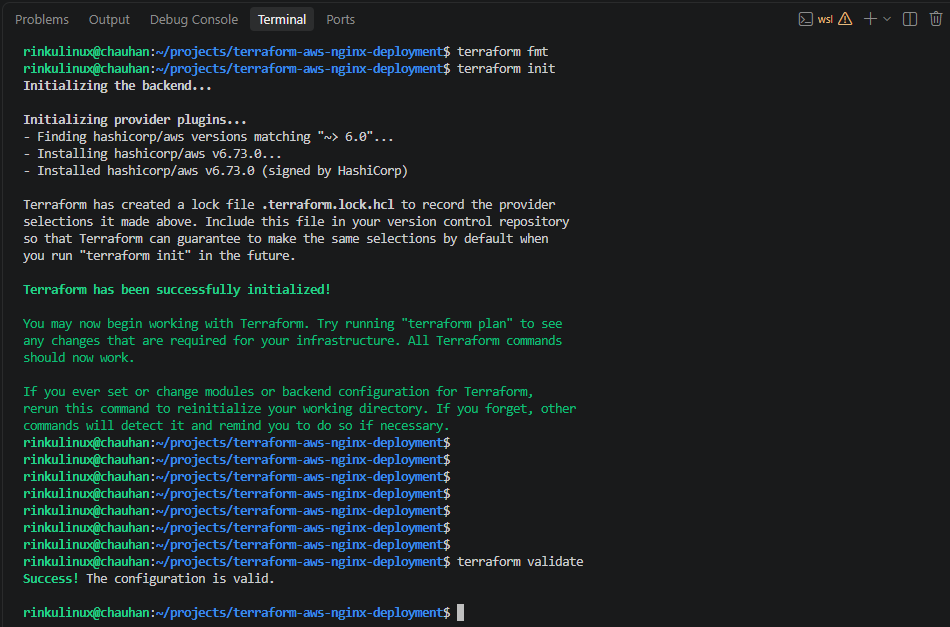 Problems Output Debug Console Terminal Ports wsl
rinkulinux@chauhan:~/projects/terraform-aws-nginx-deployment$ terraform fmt
rinkulinux@chauhan:~/projects/terraform-aws-nginx-deployment$ terraform init
Initializing the backend...
Initializing provider plugins...
- Finding hashicorp/aws versions matching "~> 6.0"...
- Installing hashicorp/aws v6.73.0...
- Installed hashicorp/aws v6.73.0 (signed by HashiCorp)
Terraform has created a lock file .terraform.lock.hcl to record the provider
selections it made above. Include this file in your version control repository
so that Terraform can guarantee to make the same selections by default when
you run "terraform init" in the future.
Terraform has been successfully initialized!
You may now begin working with Terraform. Try running "terraform plan" to see
any changes that are required for your infrastructure. All Terraform commands
should now work.
If you ever set or change modules or backend configuration for Terraform,
rerun this command to reinitialize your working directory. If you forget, other
commands will detect it and remind you to do so if necessary.
rinkulinux@chauhan:~/projects/terraform-aws-nginx-deployment$
rinkulinux@chauhan:~/projects/terraform-aws-nginx-deployment$
rinkulinux@chauhan:~/projects/terraform-aws-nginx-deployment$
rinkulinux@chauhan:~/projects/terraform-aws-nginx-deployment$
rinkulinux@chauhan:~/projects/terraform-aws-nginx-deployment$
rinkulinux@chauhan:~/projects/terraform-aws-nginx-deployment$
rinkulinux@chauhan:~/projects/terraform-aws-nginx-deployment$
rinkulinux@chauhan:~/projects/terraform-aws-nginx-deployment$ terraform validate
Success! The configuration is valid.
rinkulinux@chauhan:~/projects/terraform-aws-nginx-deployment$